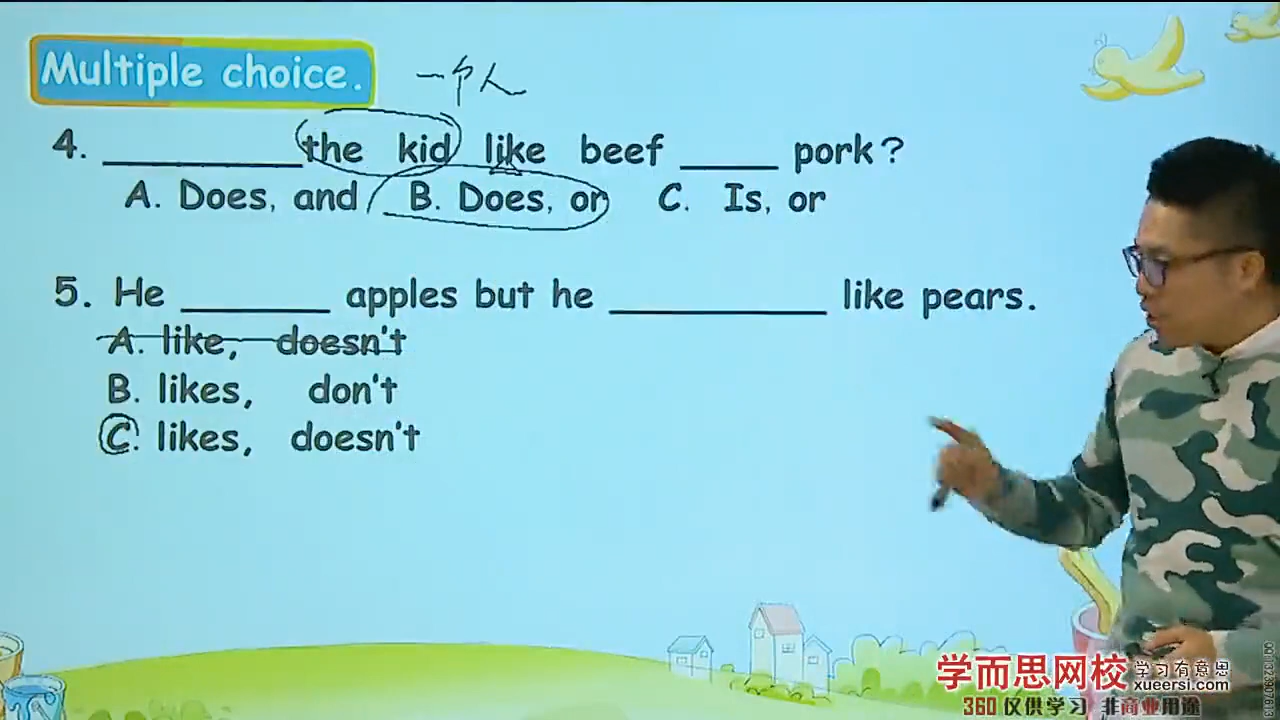 Multiple choice.
一个人
4. __________ the kid like beef _____ pork?
A. Does, and B. Does, or C. Is, or
5. He ________ apples but he ___________ like pears.
A. like, doesn't
B. likes, don't
C. likes, doesn't
学而思网校 学习有意思
xueersi.com
360 仅供学习 非商业用途